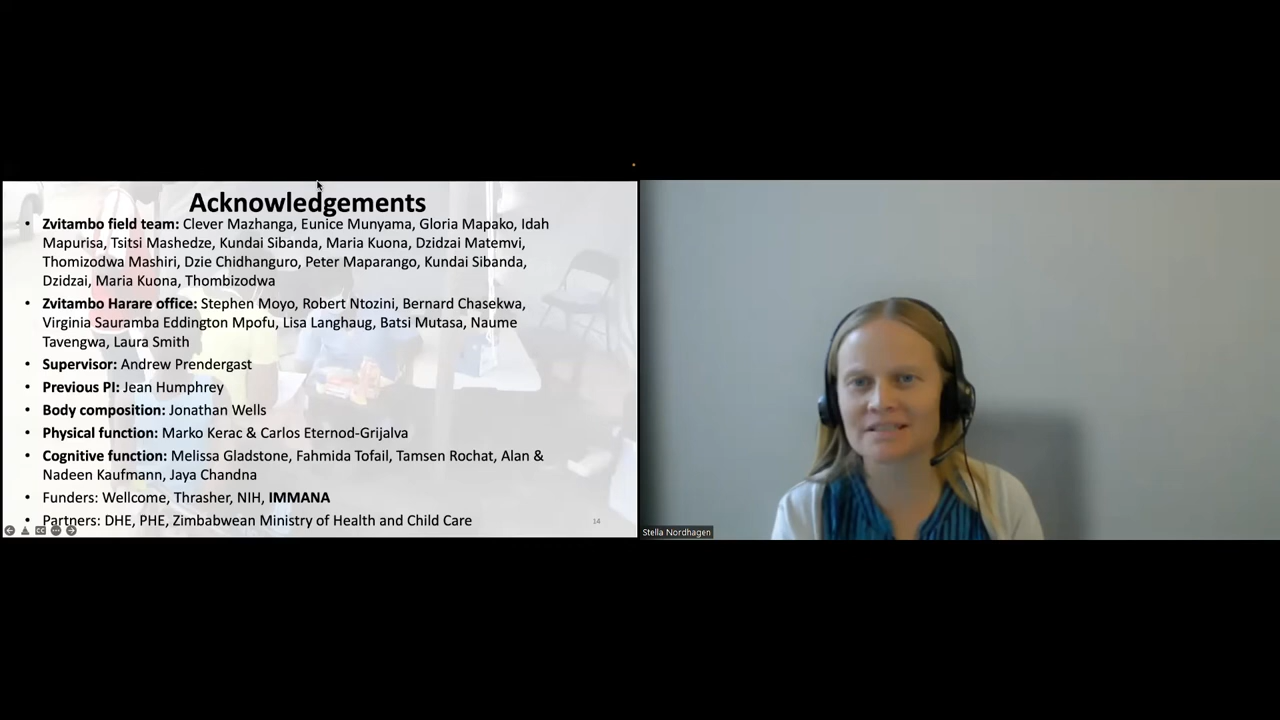 Acknowledgements
• Zvitambo field team: Clever Mazhanga, Eunice Munyama, Gloria Mapako, Idah
Mapurisa, Tsitsi Mashedze, Kundai Sibanda, Maria Kuona, Dzidzai Matemvi,
Thomizodwa Mashiri, Dzie Chidhanguro, Peter Maparango, Kundai Sibanda,
Dzidzai, Maria Kuona, Thombizodwa
• Zvitambo Harare office: Stephen Moyo, Robert Ntozini, Bernard Chasekwa,
Virginia Sauramba Eddington Mpofu, Lisa Langhaug, Batsi Mutasa, Naume
Tavengwa, Laura Smith
• Supervisor: Andrew Prendergast
• Previous PI: Jean Humphrey
• Body composition: Jonathan Wells
• Physical function: Marko Kerac & Carlos Eternod-Grijalva
• Cognitive function: Melissa Gladstone, Fahmida Tofail, Tamsen Rochat, Alan &
Nadeen Kaufmann, Jaya Chandna
• Funders: Wellcome, Thrasher, NIH, IMMANA
• Partners: DHE, PHE, Zimbabwean Ministry of Health and Child Care
14
Stella Nordhagen